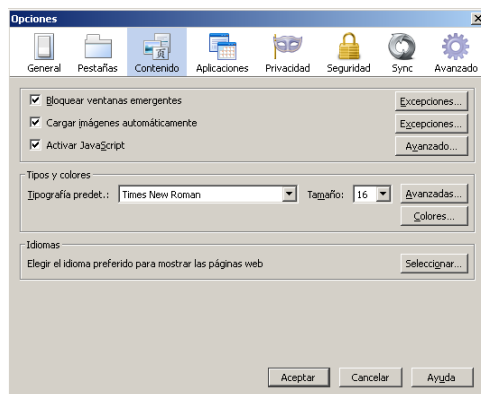 Opciones
General Pestañas Contenido Aplicaciones Privacidad Seguridad Sync Avanzado
Bloquear ventanas emergentes Excepciones...
Cargar imágenes automáticamente Excepciones...
Activar JavaScript Avanzado...
Tipos y colores
Tipografía predet.: Times New Roman Tamaño: 16 Avanzadas...
Colores...
Idiomas
Elegir el idioma preferido para mostrar las páginas web Seleccionar...
Aceptar Cancelar Ayuda